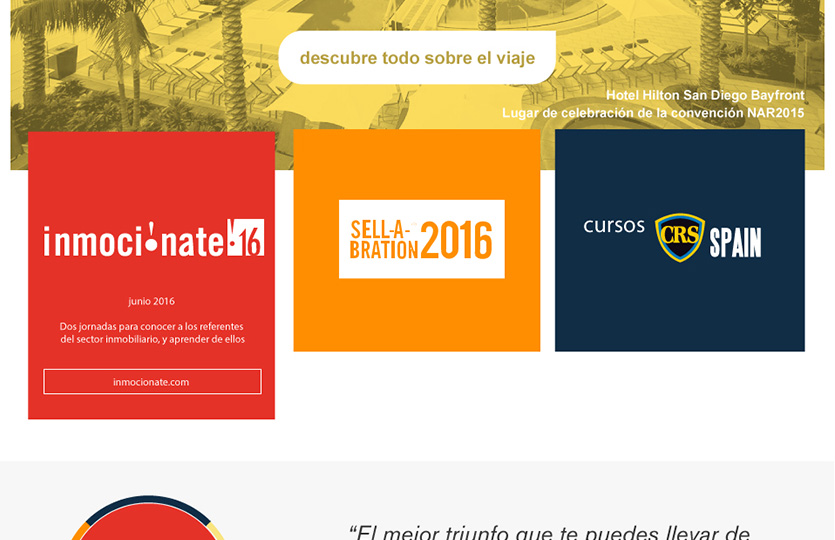 descubre todo sobre el viaje
Hotel Hilton San Diego Bayfront
Lugar de celebración de la convención NAR2015
inmoci!nate!16
junio 2016
Dos jornadas para conocer a los referentes
del sector inmobiliario, y aprender de ellos
inmocionate.com
SELL-A-
BRATION 2016
cursos CRS SPAIN
“El mejor triunfo que te puedes llevar de